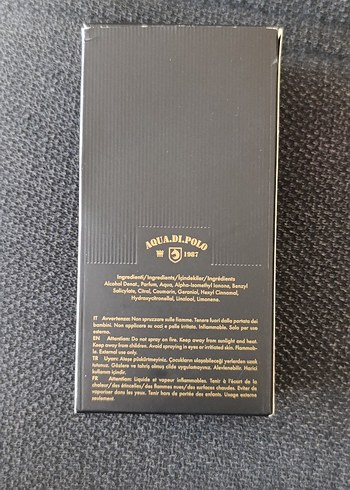 AQUA.DI.POLO
1987
Ingredianti/Ingredients/İçindekiler/Ingrédients
Alcohol Denat., Parfum, Aqua, Alpha-Isomethyl Ionone, Benzyl
Salicylate, Citral, Coumarin, Geraniol, Hexyl Cinnamal,
Hydroxycitronellal, Linalool, Limonene.
IT Avvertenza: Non spruzzare sulle fiamme. Tenere fuori dalla portata dei
bambini. Non applicare su occi e palle irritate. Inflammabile. Solo per uso
esterno.
EN Attention: Do not spray on fire. Keep away from sunlight and heat.
Keep away from children. Avoid spraying in eyes or irritated skin. Flammab-
le. External use only.
TR Uyarı: Ateşe püskürtmeyiniz. Çocukların ulaşabileceği yerlerden uzak
tutunuz. Gözlere ve tahriş olmuş cilde uygulamayınız. Alevlenebilir. Harici
kullanım içindir.
FR Attention: Liquide et vapeur inflammables. Tenir à l'écart de la
chaleur/des étincelles/des flammes nues/des surfaces chaudes. Éviter de
vaporiser dans les yeux. Tenir hors de portée des enfants. Usage externe
seulement.